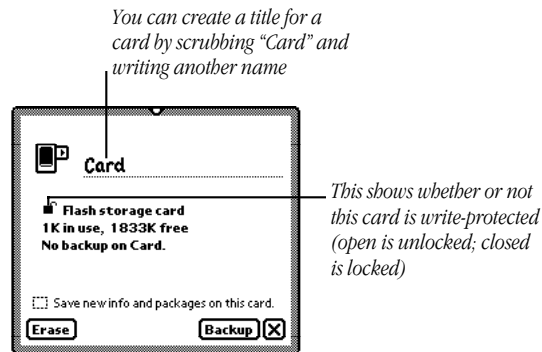 You can create a title for a
card by scrubbing “Card” and
writing another name
Card
Flash storage card
1K in use, 1833K free
No backup on Card.
This shows whether or not
this card is write-protected
(open is unlocked; closed
is locked)
Save new info and packages on this card.
Erase
Backup